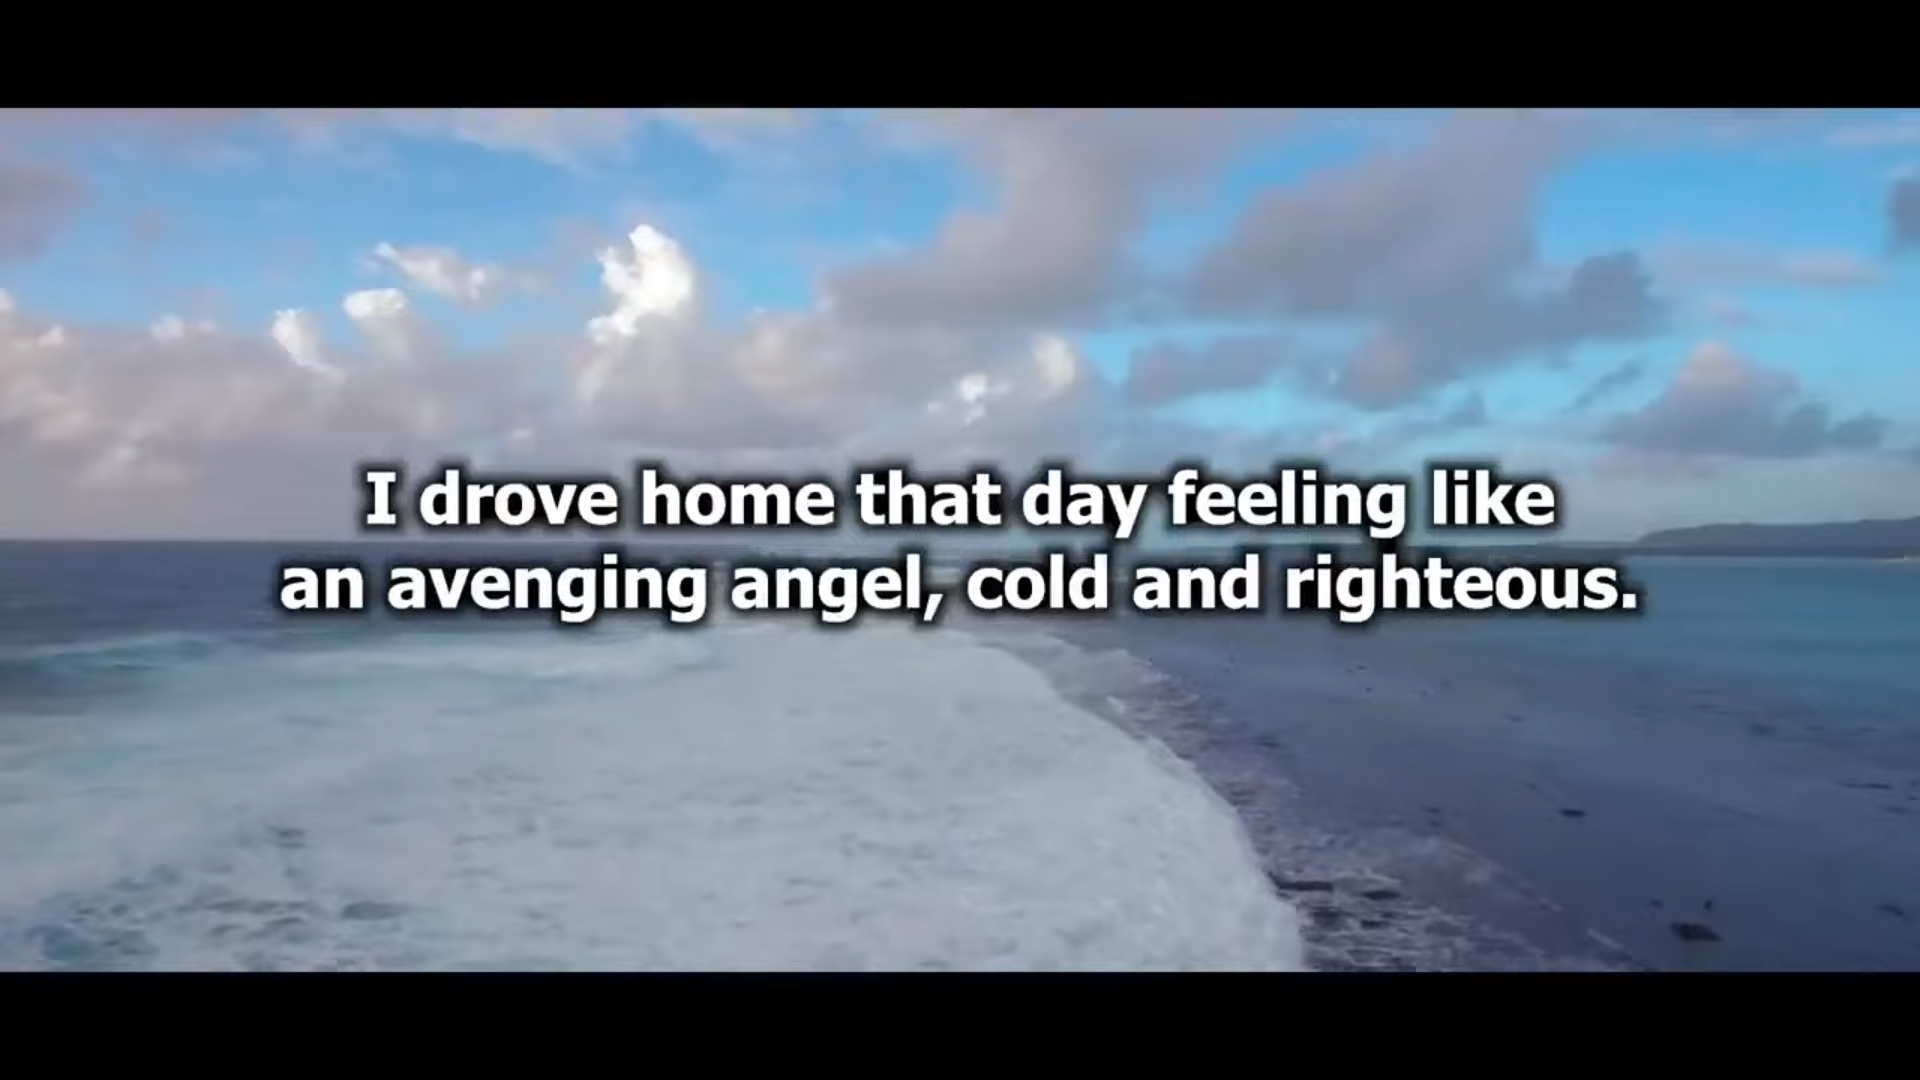 I drove home that day feeling like
an avenging angel, cold and righteous.